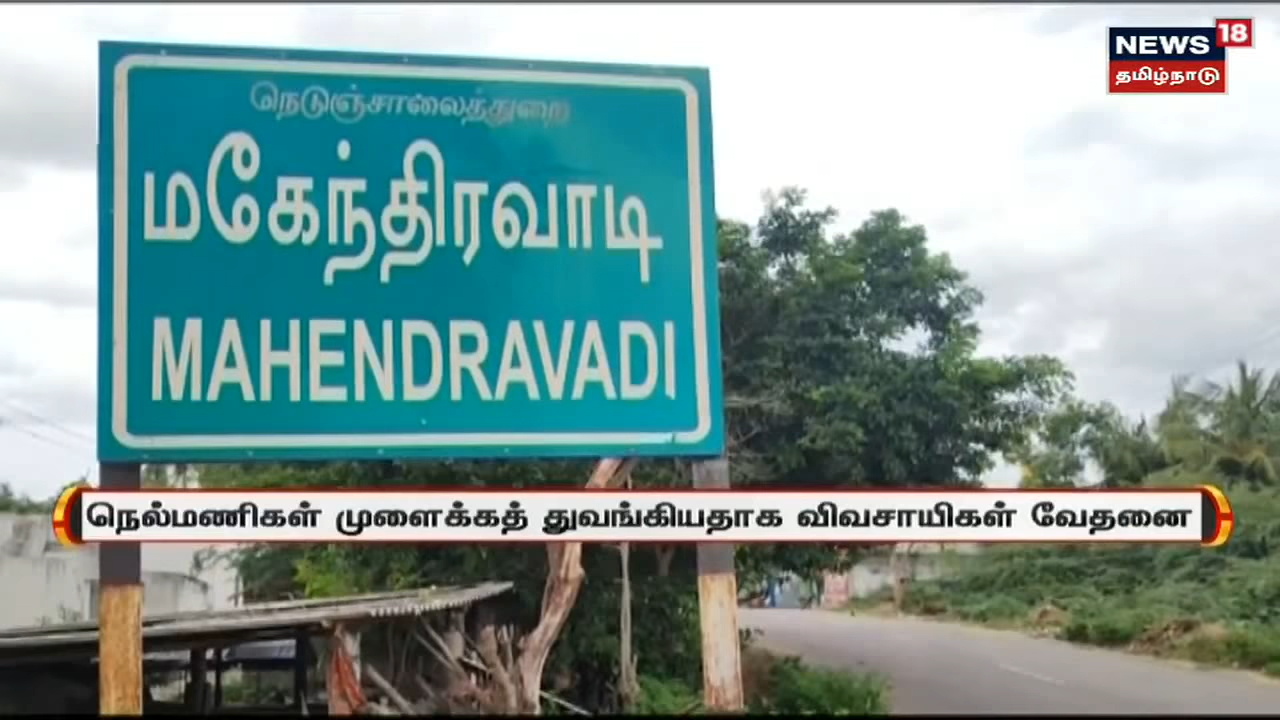 NEWS 18
தமிழ்நாடு
நெடுஞ்சாலைத்துறை
மகேந்திரவாடி
MAHENDRAVADI
நெல்மணிகள் முளைக்கத் துவங்கியதாக விவசாயிகள் வேதனை